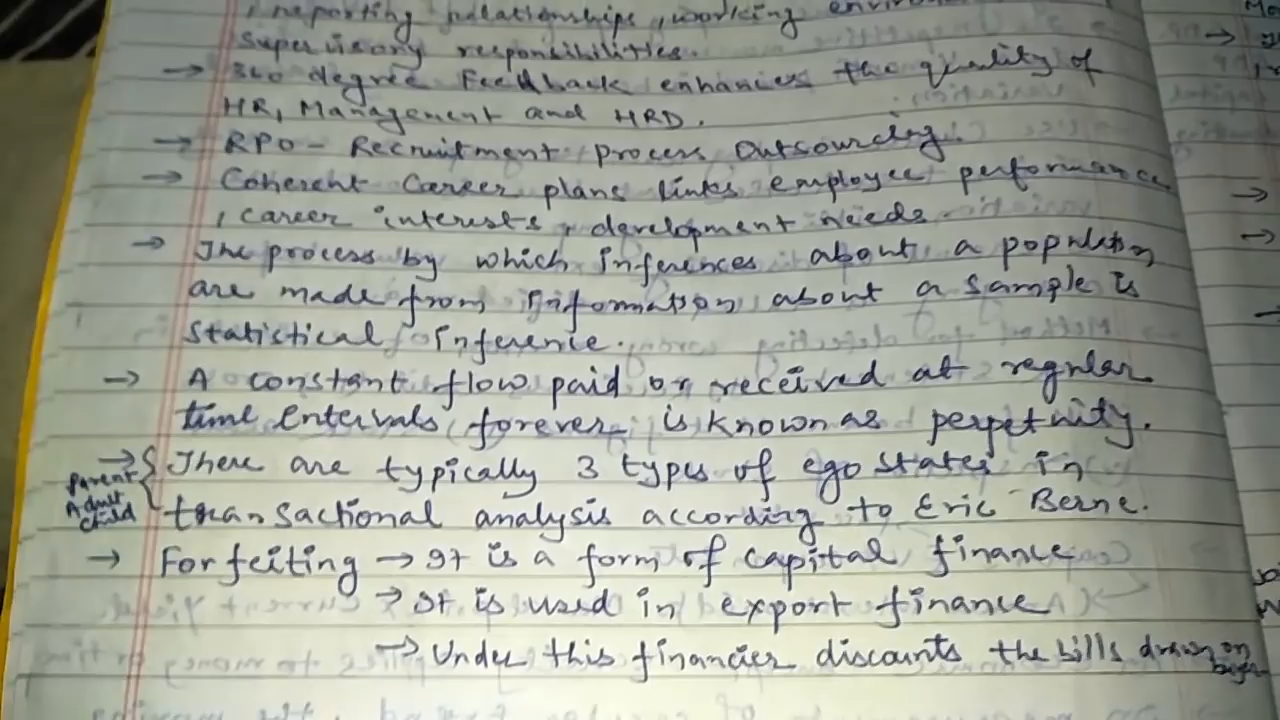 , reporting relationships, working
supervisory responsibilities.
→ 360 degree Feedback enhances the quality of
HR, Management and HRD.
→ RPO - Recruitment process Outsourcing.
→ Coherent Career plans links employee performance
, career interests, development needs.
→ The process by which inferences about a population
are made from information about a sample is
statistical inference.
→ A constant flow paid or received at regular
time intervals forever is known as perpetuity.
→ There are typically 3 types of ego states in
Parent
Adult
Child
transactional analysis according to Eric Berne.
→ Forfeiting → It is a form of capital finance
→ It is used in export finance
→ Under this financier discounts the bills drawn on